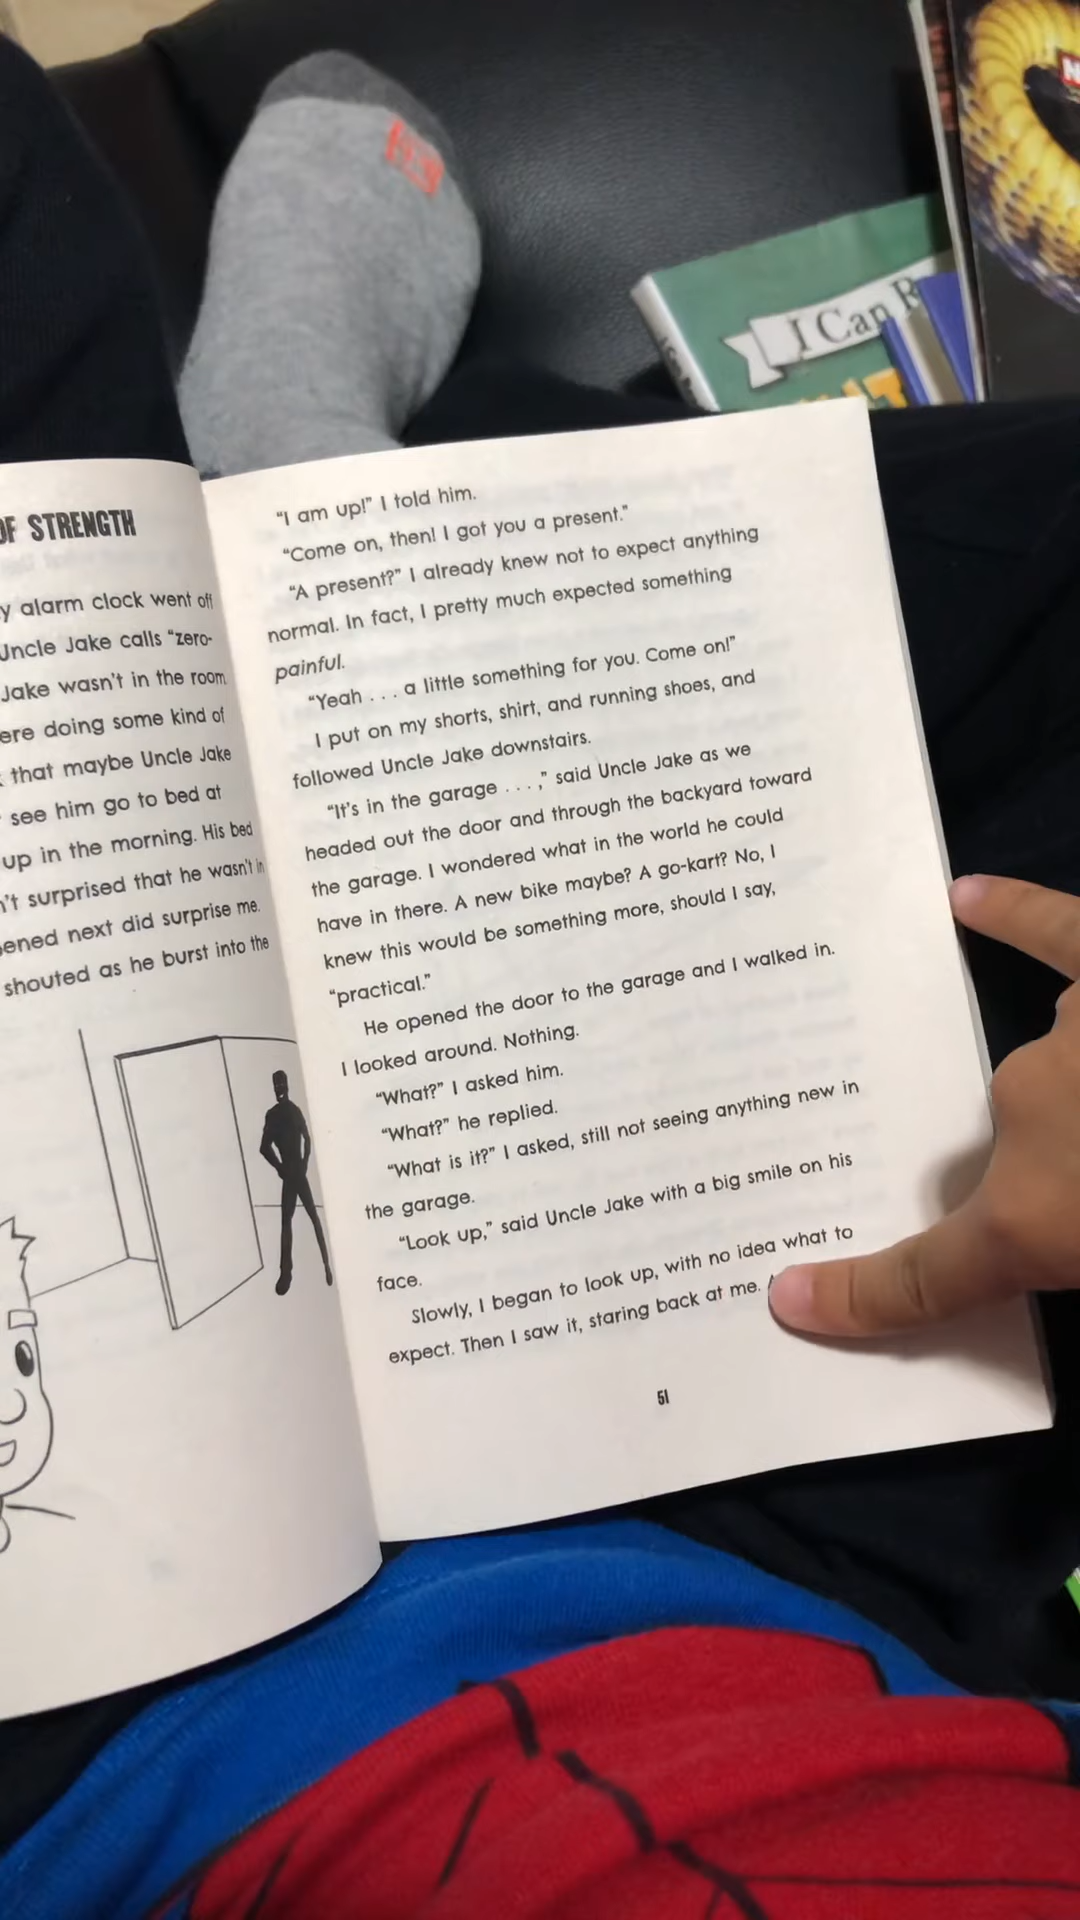 I Can
OF STRENGTH
y alarm clock went off
Uncle Jake calls “zero-
Jake wasn’t in the room
ere doing some kind of
that maybe Uncle Jake
see him go to bed at
up in the morning. His bed
n’t surprised that he wasn’t in
ened next did surprise me.
shouted as he burst into the
“I am up!” I told him.
“Come on, then! I got you a present.”
“A present?” I already knew not to expect anything
normal. In fact, I pretty much expected something
painful.
“Yeah . . . a little something for you. Come on!”
I put on my shorts, shirt, and running shoes, and
followed Uncle Jake downstairs.
“It’s in the garage . . . ,” said Uncle Jake as we
headed out the door and through the backyard toward
the garage. I wondered what in the world he could
have in there. A new bike maybe? A go-kart? No, I
knew this would be something more, should I say,
“practical.”
He opened the door to the garage and I walked in.
I looked around. Nothing.
“What?” I asked him.
“What?” he replied.
“What is it?” I asked, still not seeing anything new in
the garage.
“Look up,” said Uncle Jake with a big smile on his
face.
Slowly, I began to look up, with no idea what to
expect. Then I saw it, staring back at me.
51